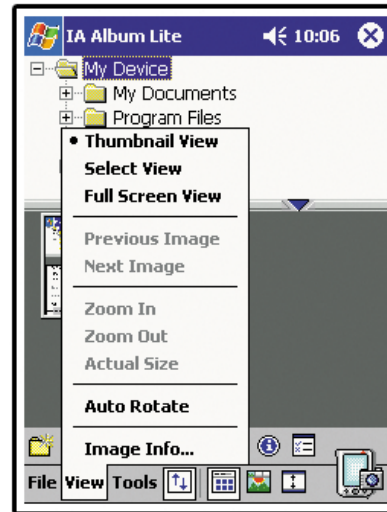 IA Album Lite 10:06
My Device
My Documents
Program Files
Thumbnail View
Select View
Full Screen View
Previous Image
Next Image
Zoom In
Zoom Out
Actual Size
Auto Rotate
Image Info...
File View Tools